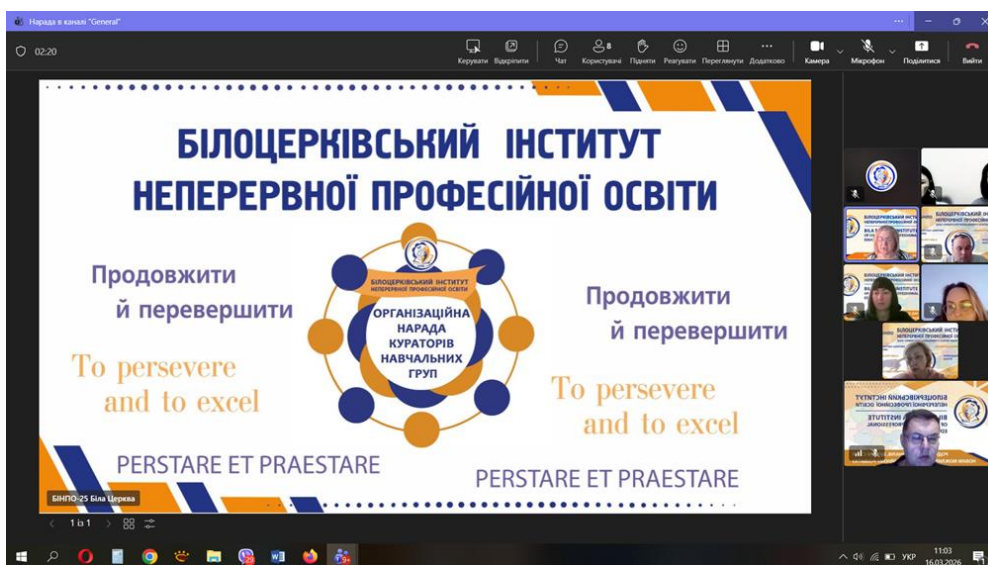 Нарада в каналі "General"
02:20
Керувати Відкріпити Чат Користувачі 8 Підняти Реагувати Переглянути Додатково Камера Мікрофон Поділитися Вийти
БІЛОЦЕРКІВСЬКИЙ ІНСТИТУТ
НЕПЕРЕРВНОЇ ПРОФЕСІЙНОЇ ОСВІТИ
Продовжити
й перевершити
To persevere
and to excel
PERSTARE ET PRAESTARE
БІЛОЦЕРКІВСЬКИЙ ІНСТИТУТ
НЕПЕРЕРВНОЇ ПРОФЕСІЙНОЇ ОСВІТИ
ОРГАНІЗАЦІЙНА
НАРАДА
КУРАТОРІВ
НАВЧАЛЬНИХ
ГРУП
Продовжити
й перевершити
To persevere
and to excel
PERSTARE ET PRAESTARE
БІНПО-25 Біла Церква
1 із 1
УКР
11:03
16.03.2026